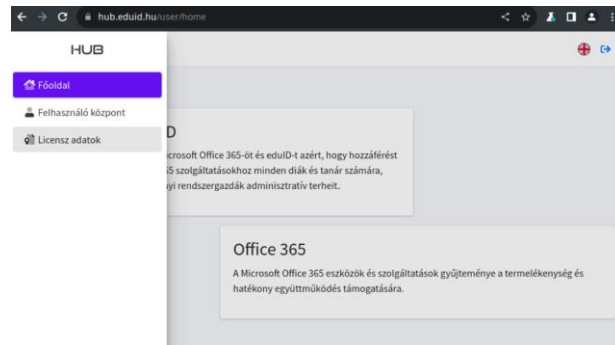 hub.eduid.hu/user/home
HUB
Főoldal
Felhasználó központ
Licensz adatok
D
icrosoft Office 365-öt és eduID-t azért, hogy hozzáférést
5 szolgáltatásokhoz minden diák és tanár számára,
yi rendszergazdák adminisztratív terheit.
Office 365
A Microsoft Office 365 eszközök és szolgáltatások gyűjteménye a termelékenység és
hatékony együttműködés támogatására.